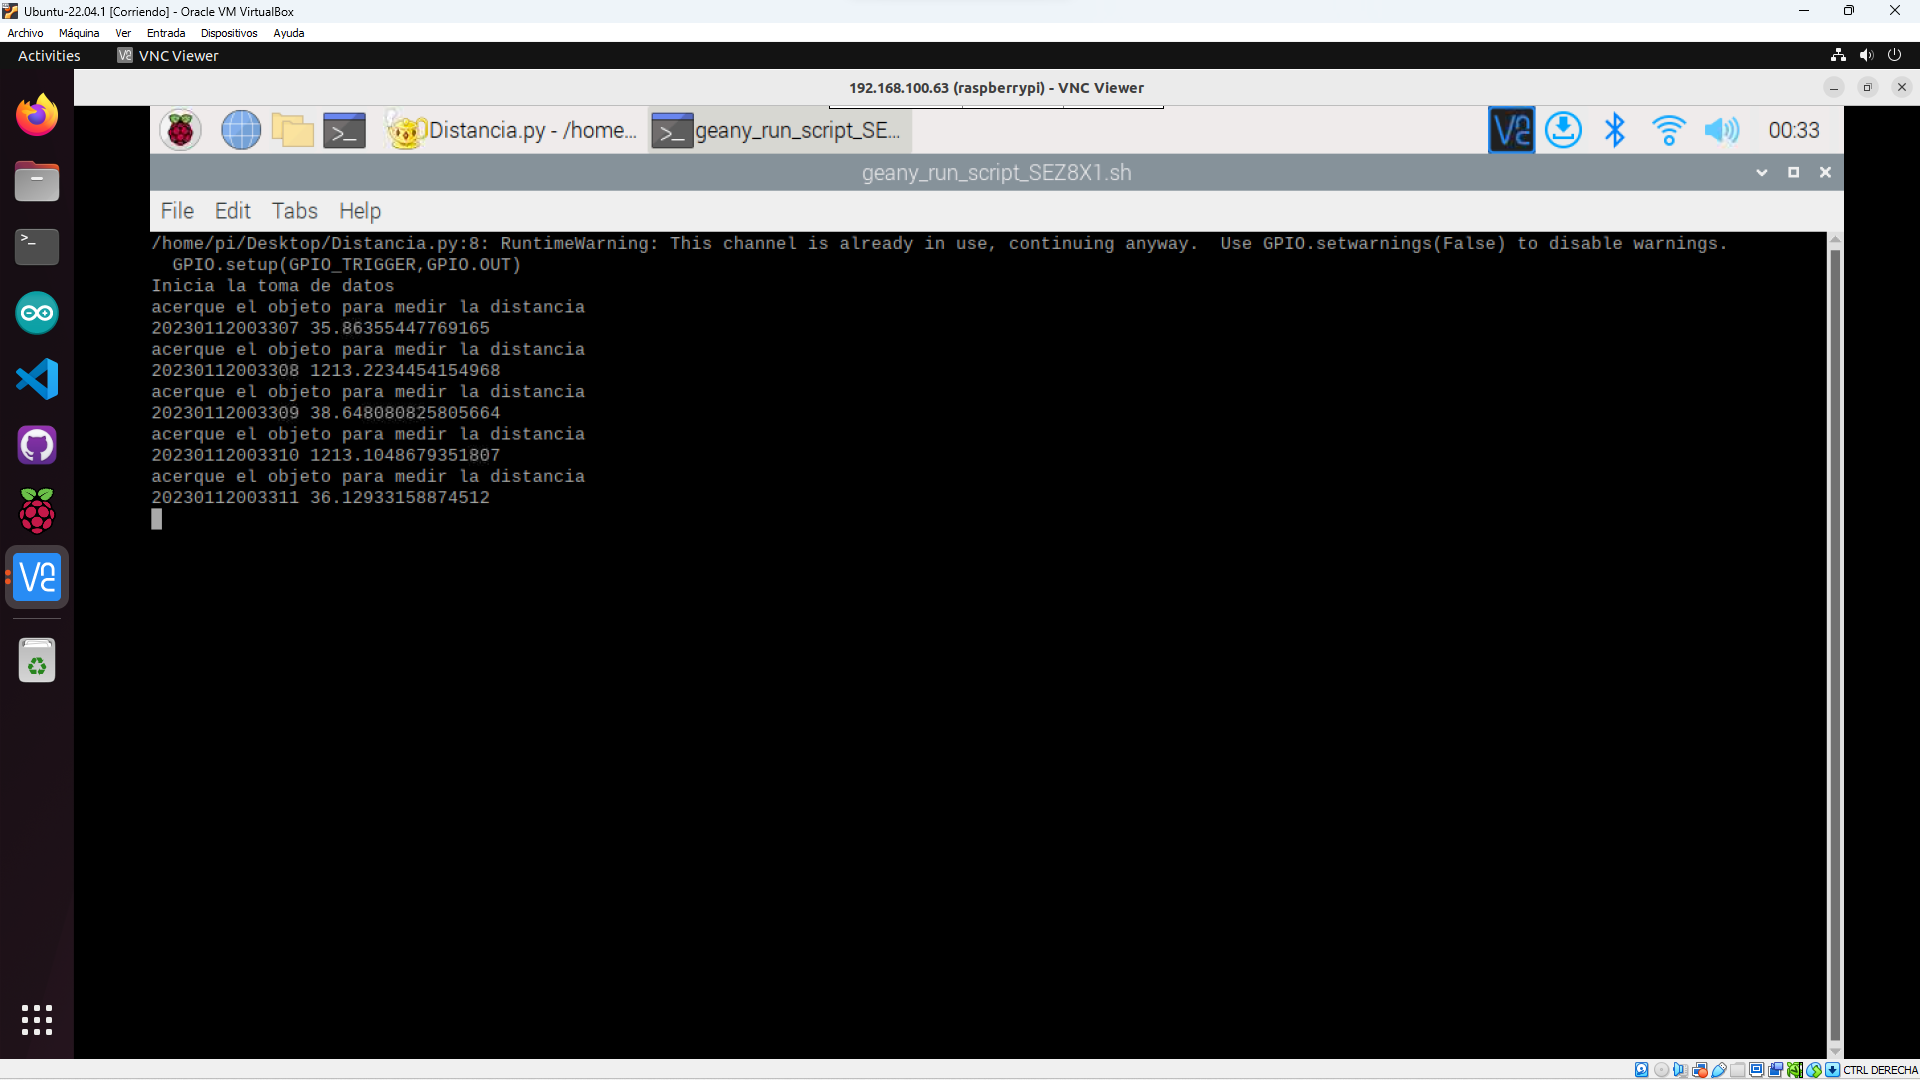 Ubuntu-22.04.1 [Corriendo] - Oracle VM VirtualBox
Archivo Máquina Ver Entrada Dispositivos Ayuda
Activities VNC Viewer
192.168.100.63 (raspberrypi) - VNC Viewer
Distancia.py - /home... geany_run_script_SE... 00:33
geany_run_script_SEZ8X1.sh
File Edit Tabs Help
/home/pi/Desktop/Distancia.py:8: RuntimeWarning: This channel is already in use, continuing anyway.  Use GPIO.setwarnings(False) to disable warnings.
  GPIO.setup(GPIO_TRIGGER,GPIO.OUT)
Inicia la toma de datos
acerque el objeto para medir la distancia
20230112003307 35.86355447769165
acerque el objeto para medir la distancia
20230112003308 1213.2234454154968
acerque el objeto para medir la distancia
20230112003309 38.648080825805664
acerque el objeto para medir la distancia
20230112003310 1213.1048679351807
acerque el objeto para medir la distancia
20230112003311 36.12933158874512
CTRL DERECHA